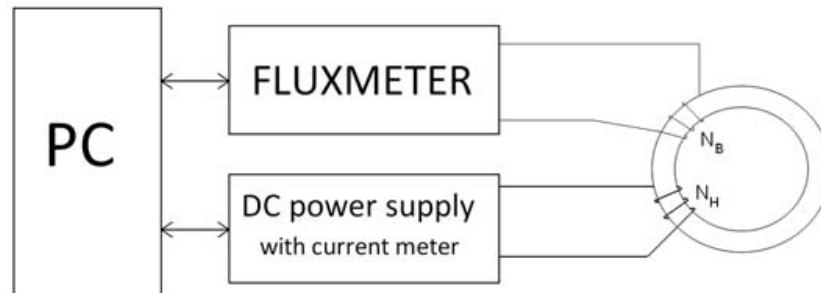 PC
FLUXMETER
DC power supply
with current meter
N_B
N_H